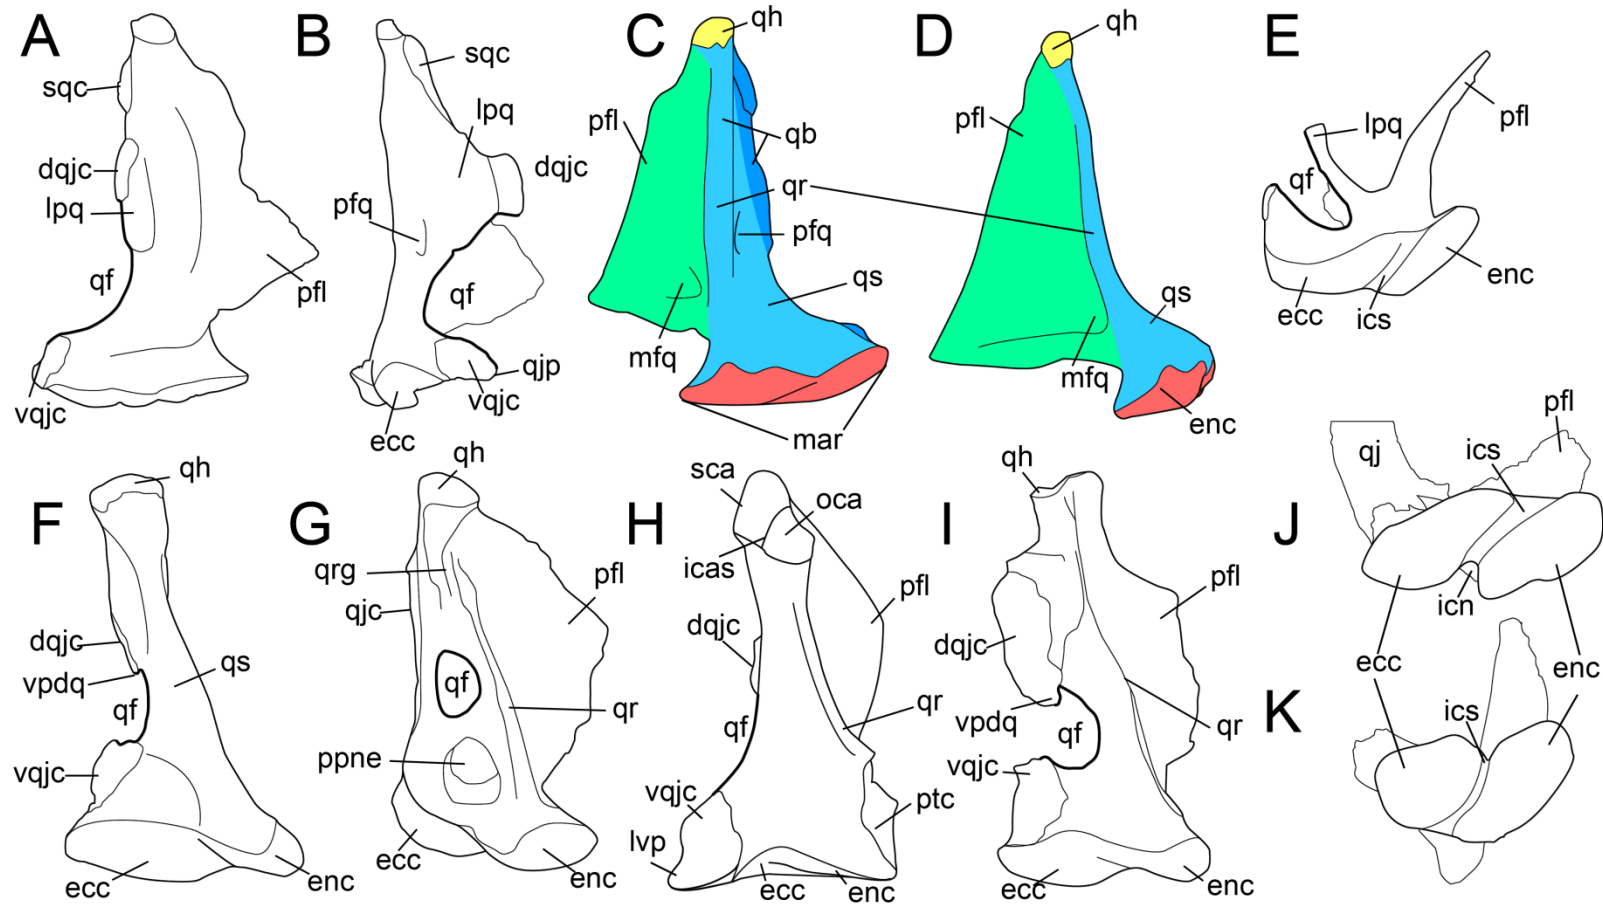 A
sqc
dqjc
lpq
qf
pfl
vqjc
B
sqc
lpq
dqjc
pfq
qf
qjp
vqjc
ecc
C
qh
pfl
qb
qr
pfq
qs
mfq
mar
D
qh
pfl
qs
mfq
enc
E
lpq
pfl
qf
enc
ecc
ics
F
qh
dqjc
vpdq
qs
qf
vqjc
ecc
enc
G
qh
qrg
qjc
pfl
qf
qr
ppne
ecc
enc
H
sca
oca
icas
pfl
dqjc
qr
qf
vqjc
ptc
lvp
ecc
enc
I
qh
pfl
dqjc
vpdq
qf
qr
vqjc
ecc
enc
J
pfl
qj
ics
icn
ecc
enc
K
ics